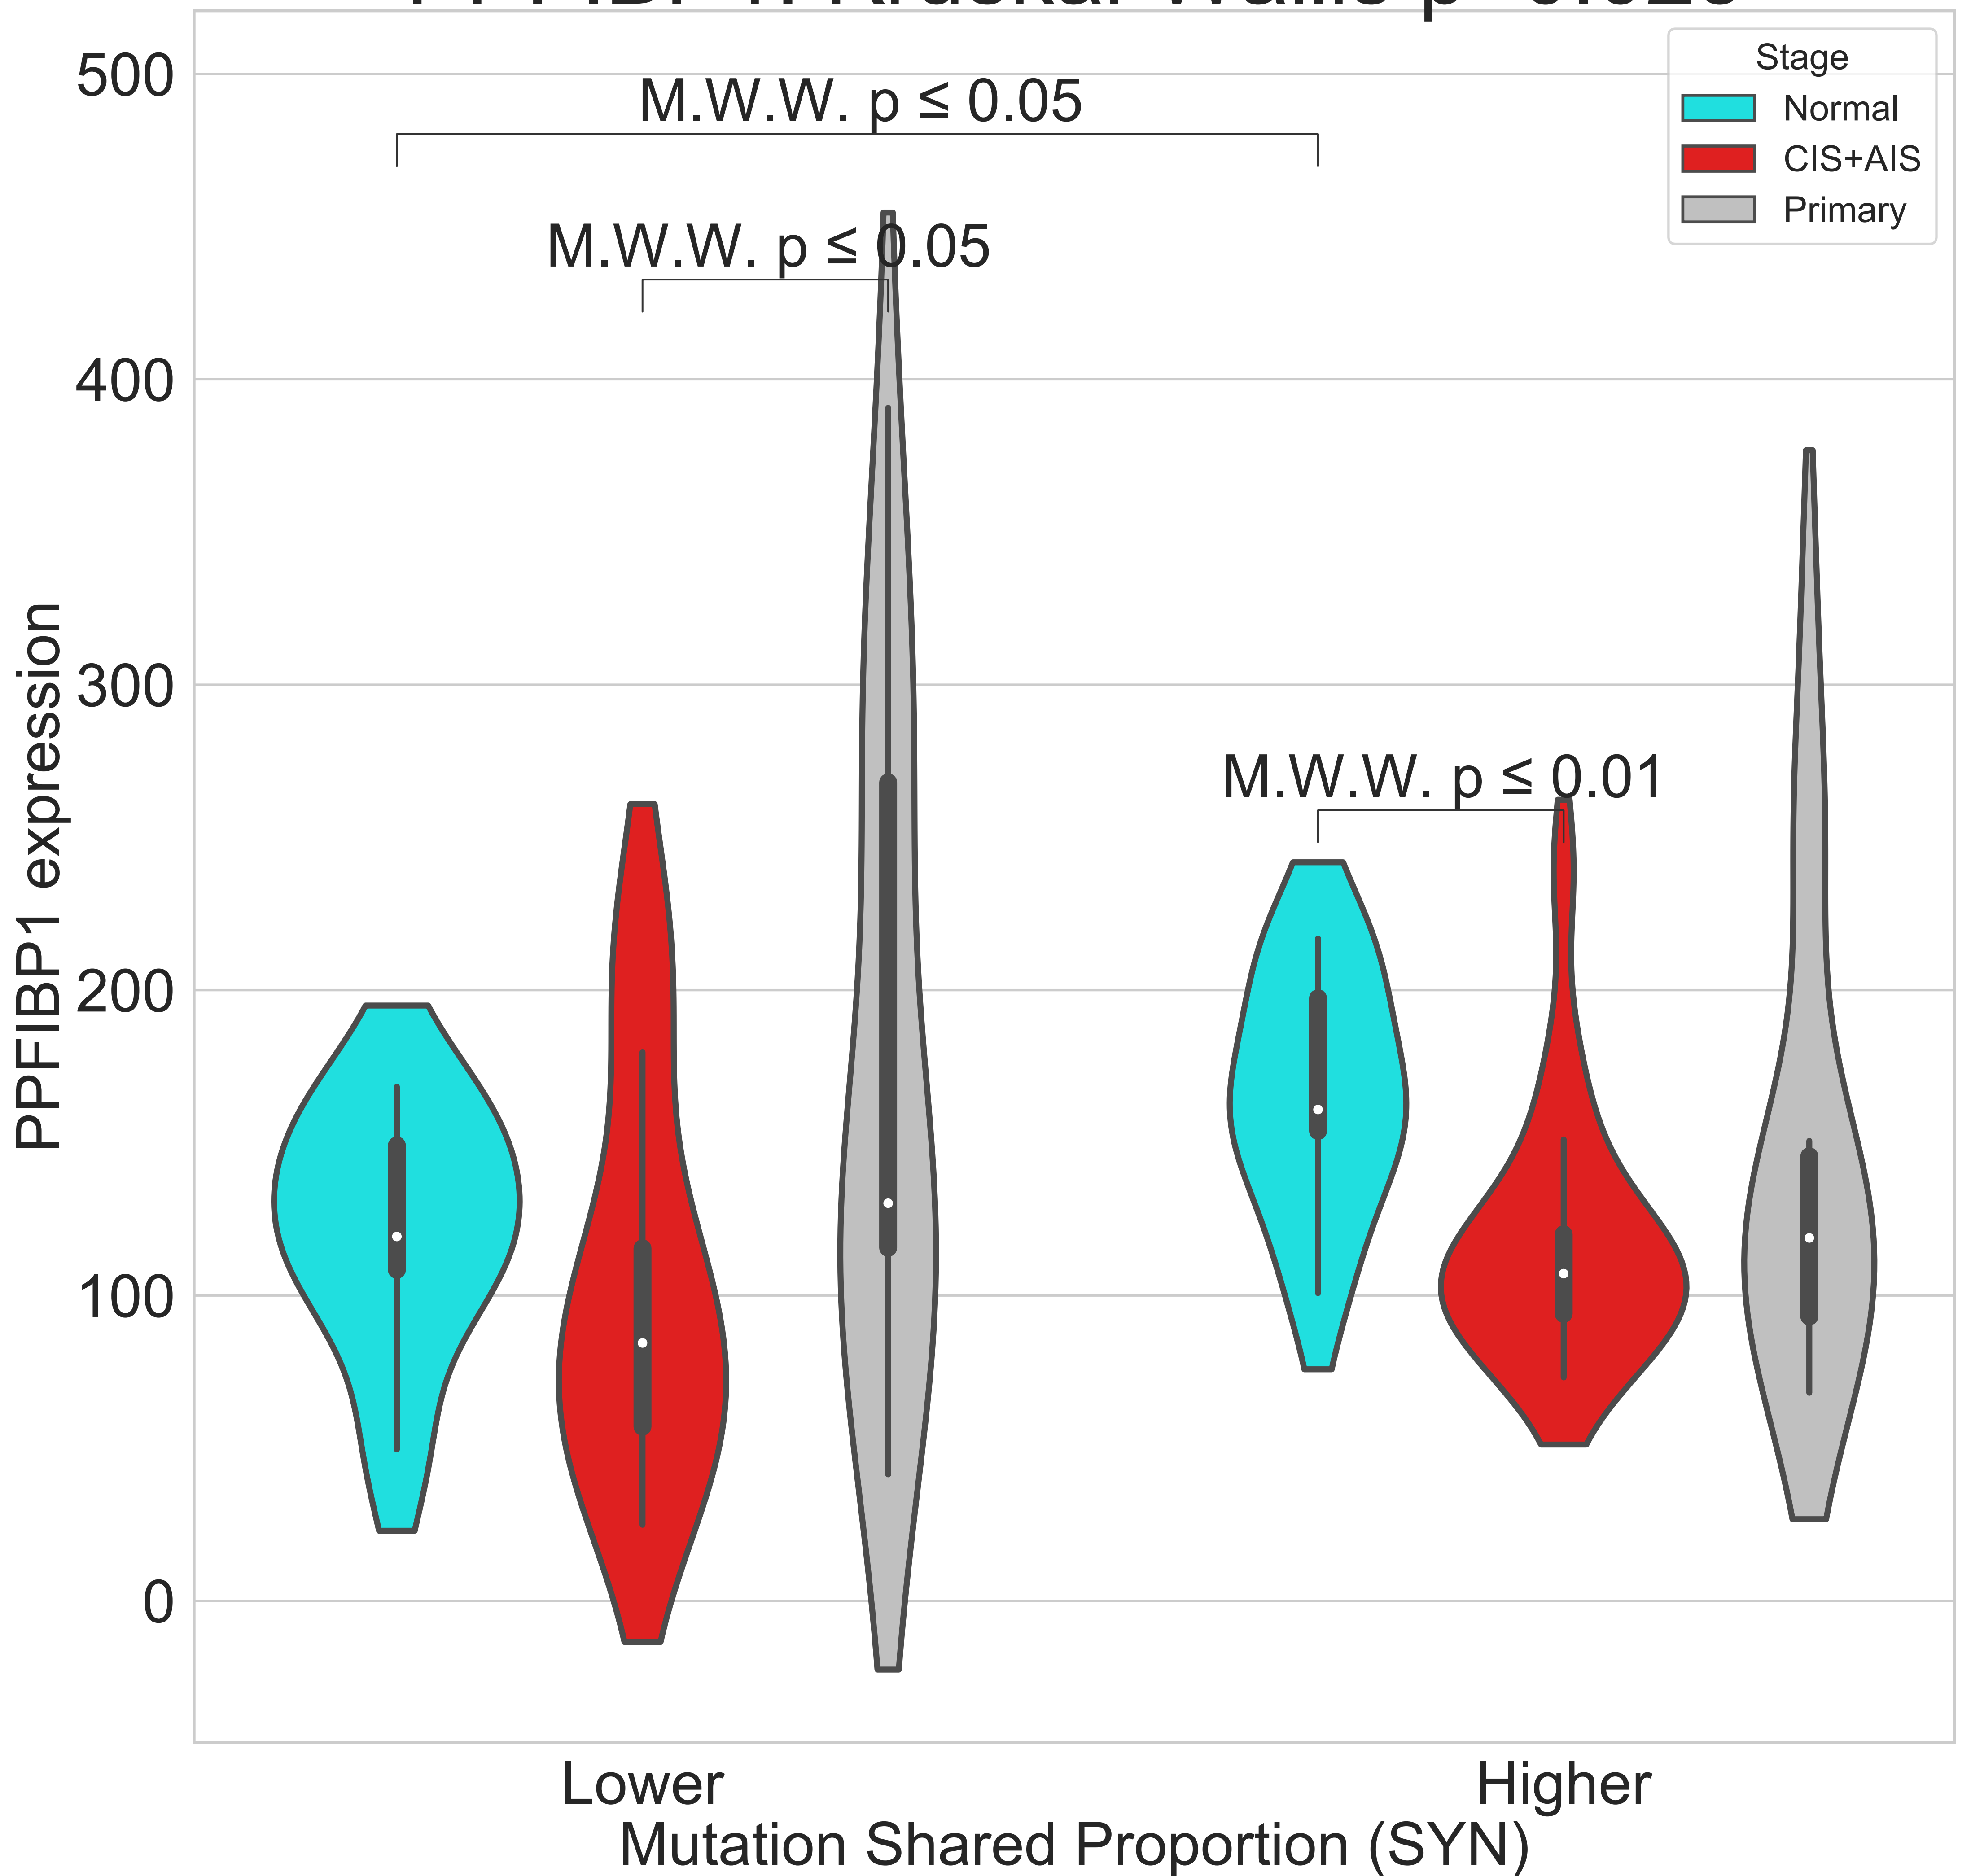 500
400
300
200
100
0
PPFIBP1 expression
M.W.W. p ≤ 0.05
M.W.W. p ≤ 0.05
M.W.W. p ≤ 0.01
Stage
Normal
CIS+AIS
Primary
Lower
Higher
Mutation Shared Proportion (SYN)